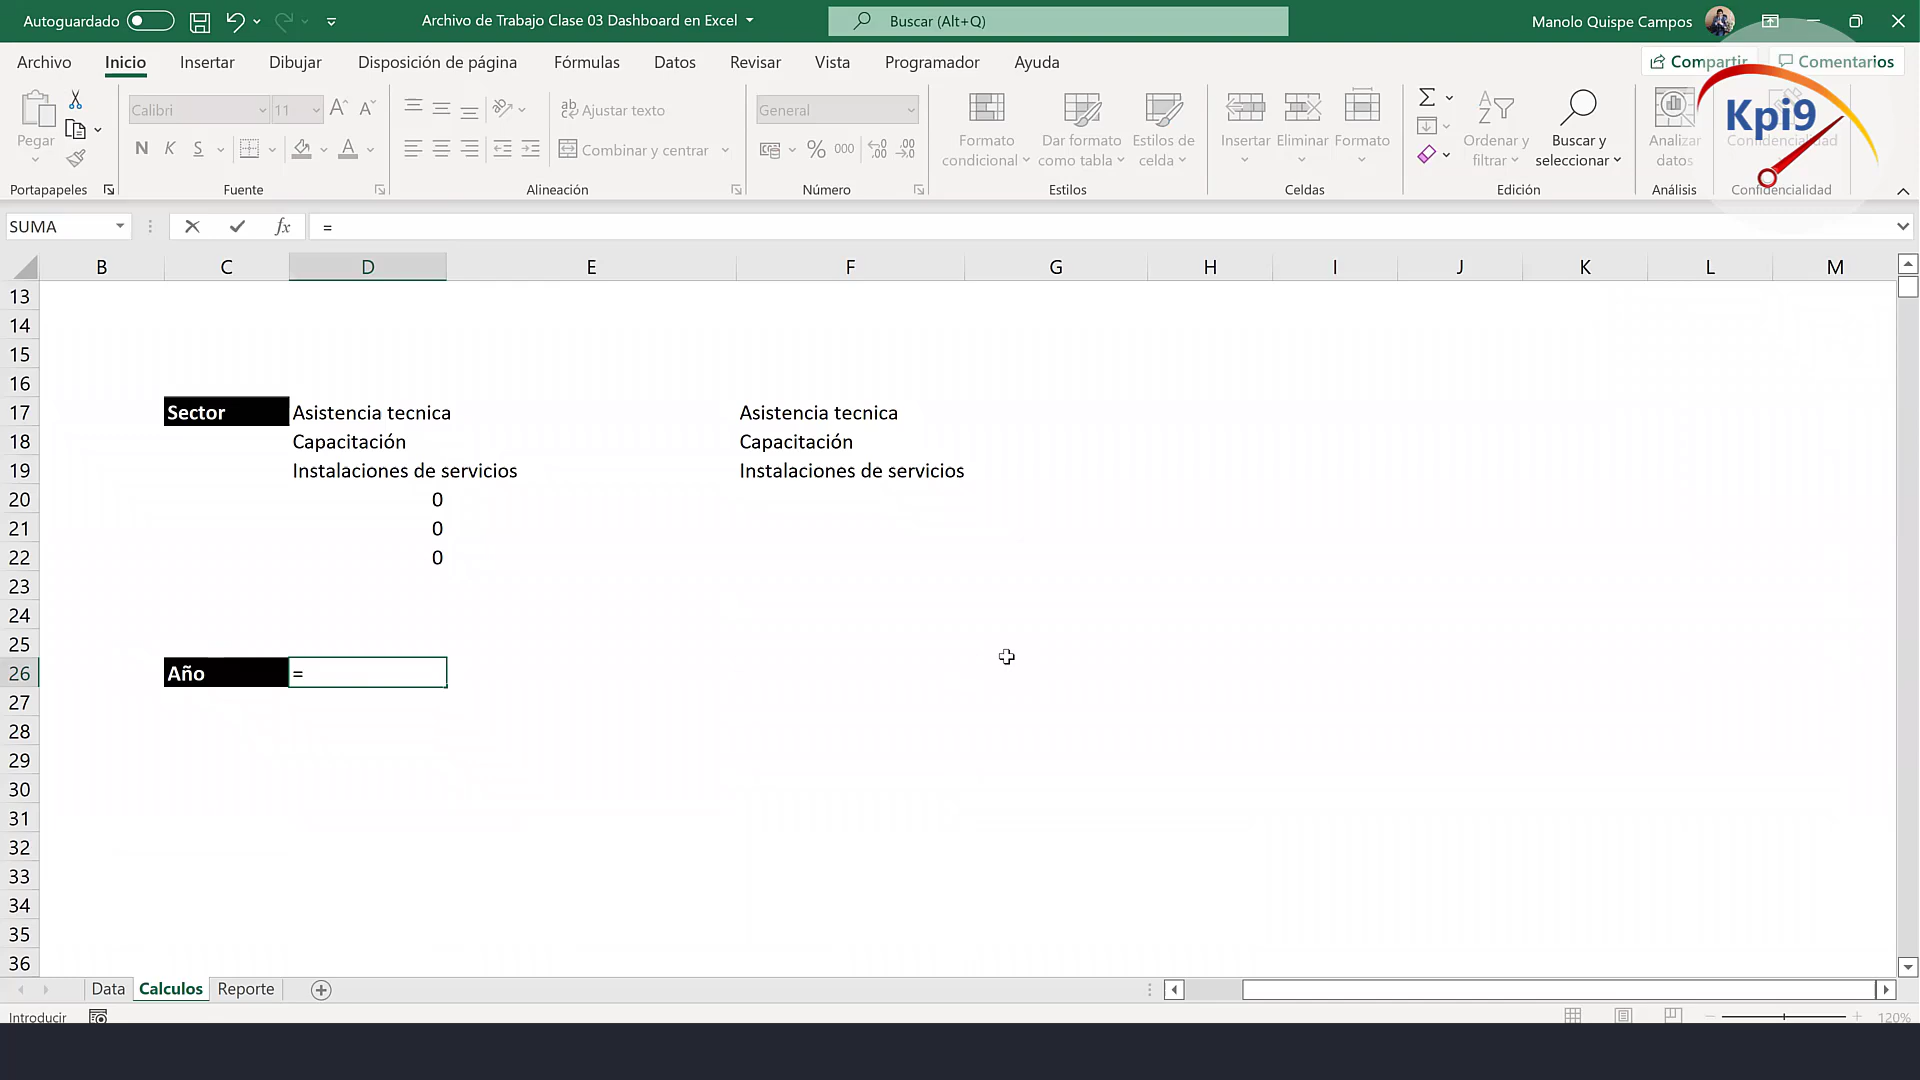 Autoguardado
Archivo de Trabajo Clase 03 Dashboard en Excel
Buscar (Alt+Q)
Manolo Quispe Campos
Archivo Inicio Insertar Dibujar Disposición de página Fórmulas Datos Revisar Vista Programador Ayuda
Compartir Comentarios
Kpi9
Pegar
Calibri 11
N K S
Ajustar texto
Combinar y centrar
General
% 000
Formato condicional
Dar formato como tabla
Estilos de celda
Insertar Eliminar Formato
Ordenar y filtrar
Buscar y seleccionar
Analizar datos
Confidencialidad
Portapapeles Fuente Alineación Número Estilos Celdas Edición Análisis Confidencialidad
SUMA fx =
B C D E F G H I J K L M
13
14
15
16
17 Sector Asistencia tecnica Asistencia tecnica
18 Capacitación Capacitación
19 Instalaciones de servicios Instalaciones de servicios
20 0
21 0
22 0
23
24
25
26 Año =
27
28
29
30
31
32
33
34
35
36
Data Calculos Reporte
Introducir
120%